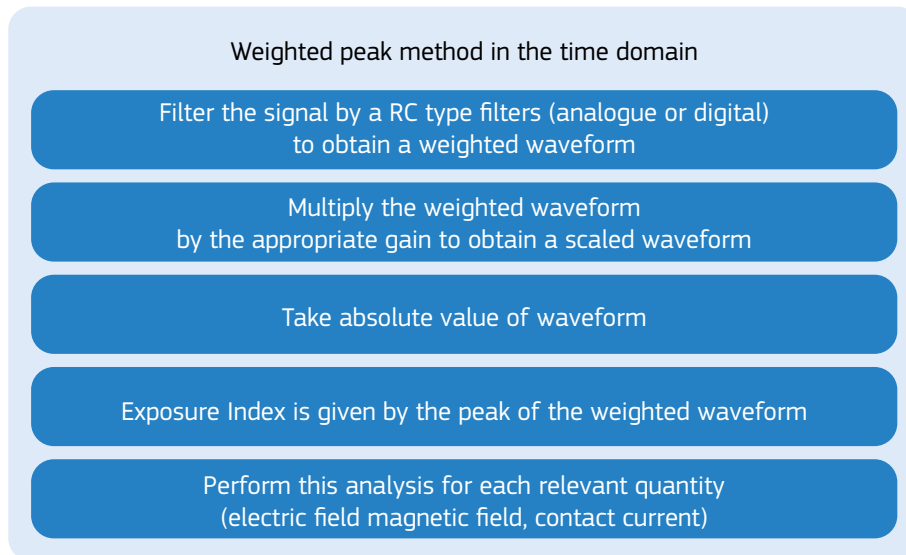 Weighted peak method in the time domain
Filter the signal by a RC type filters (analogue or digital)
to obtain a weighted waveform
Multiply the weighted waveform
by the appropriate gain to obtain a scaled waveform
Take absolute value of waveform
Exposure Index is given by the peak of the weighted waveform
Perform this analysis for each relevant quantity
(electric field magnetic field, contact current)